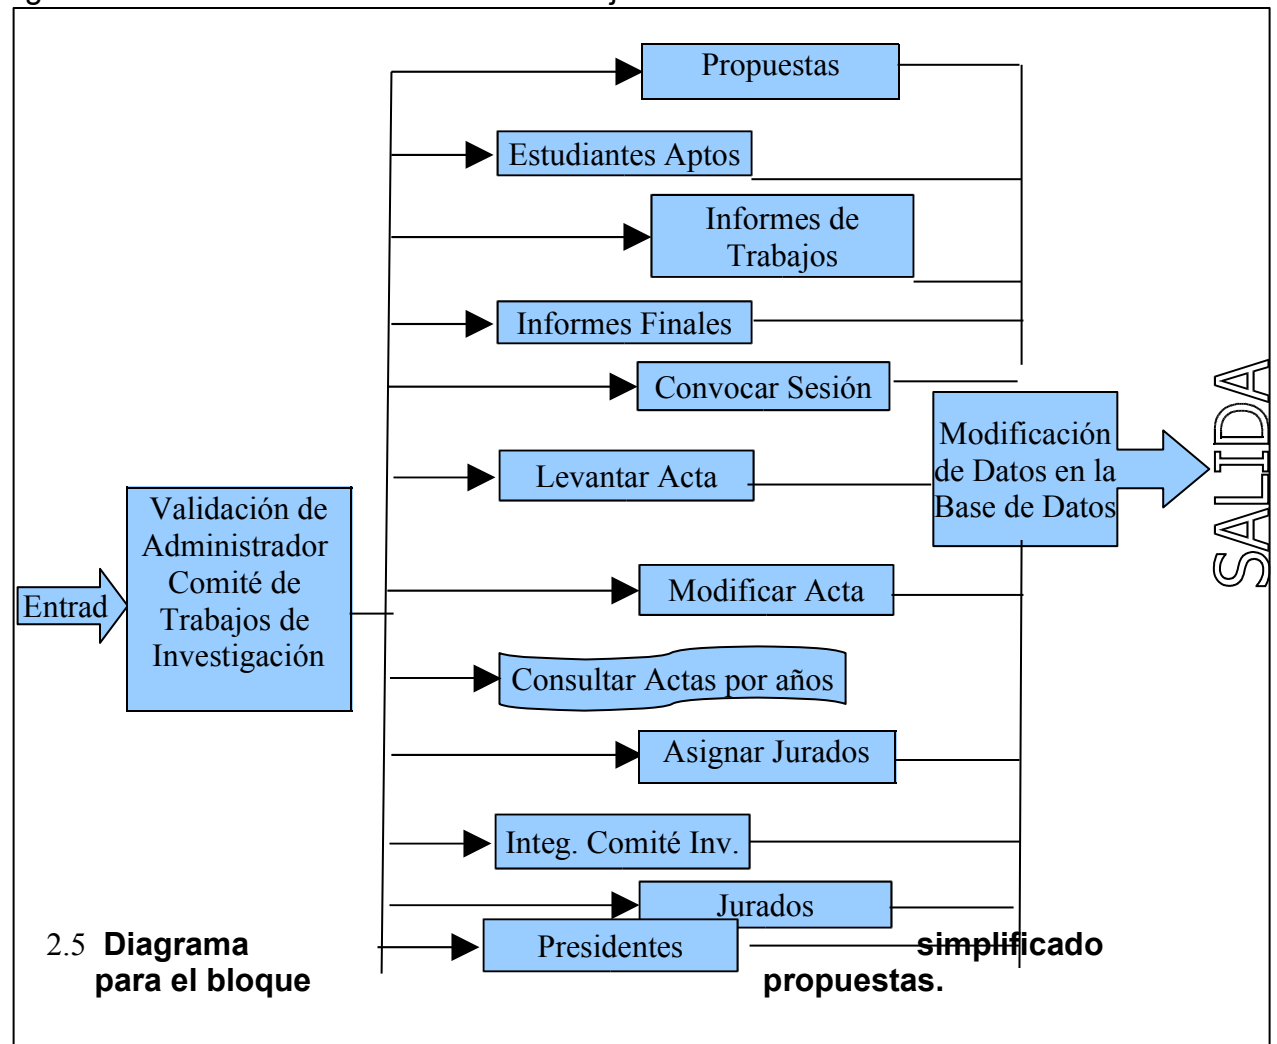 Propuestas
Estudiantes Aptos
Informes de
Trabajos
Informes Finales
Convocar Sesión
Levantar Acta
Modificación
de Datos en la
Base de Datos
SALIDA
Validación de
Administrador
Comité de
Trabajos de
Investigación
Entrad
Modificar Acta
Consultar Actas por años
Asignar Jurados
Integ. Comité Inv.
Jurados
Presidentes
2.5 Diagrama simplificado
para el bloque propuestas.